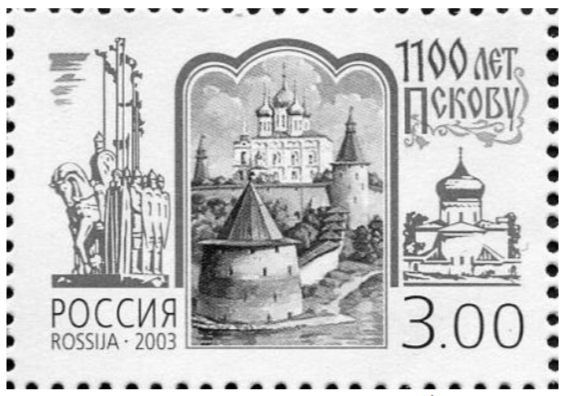 1100 ЛЕТ
ПСКОВУ
РОССИЯ
ROSSIJA · 2003
3.00